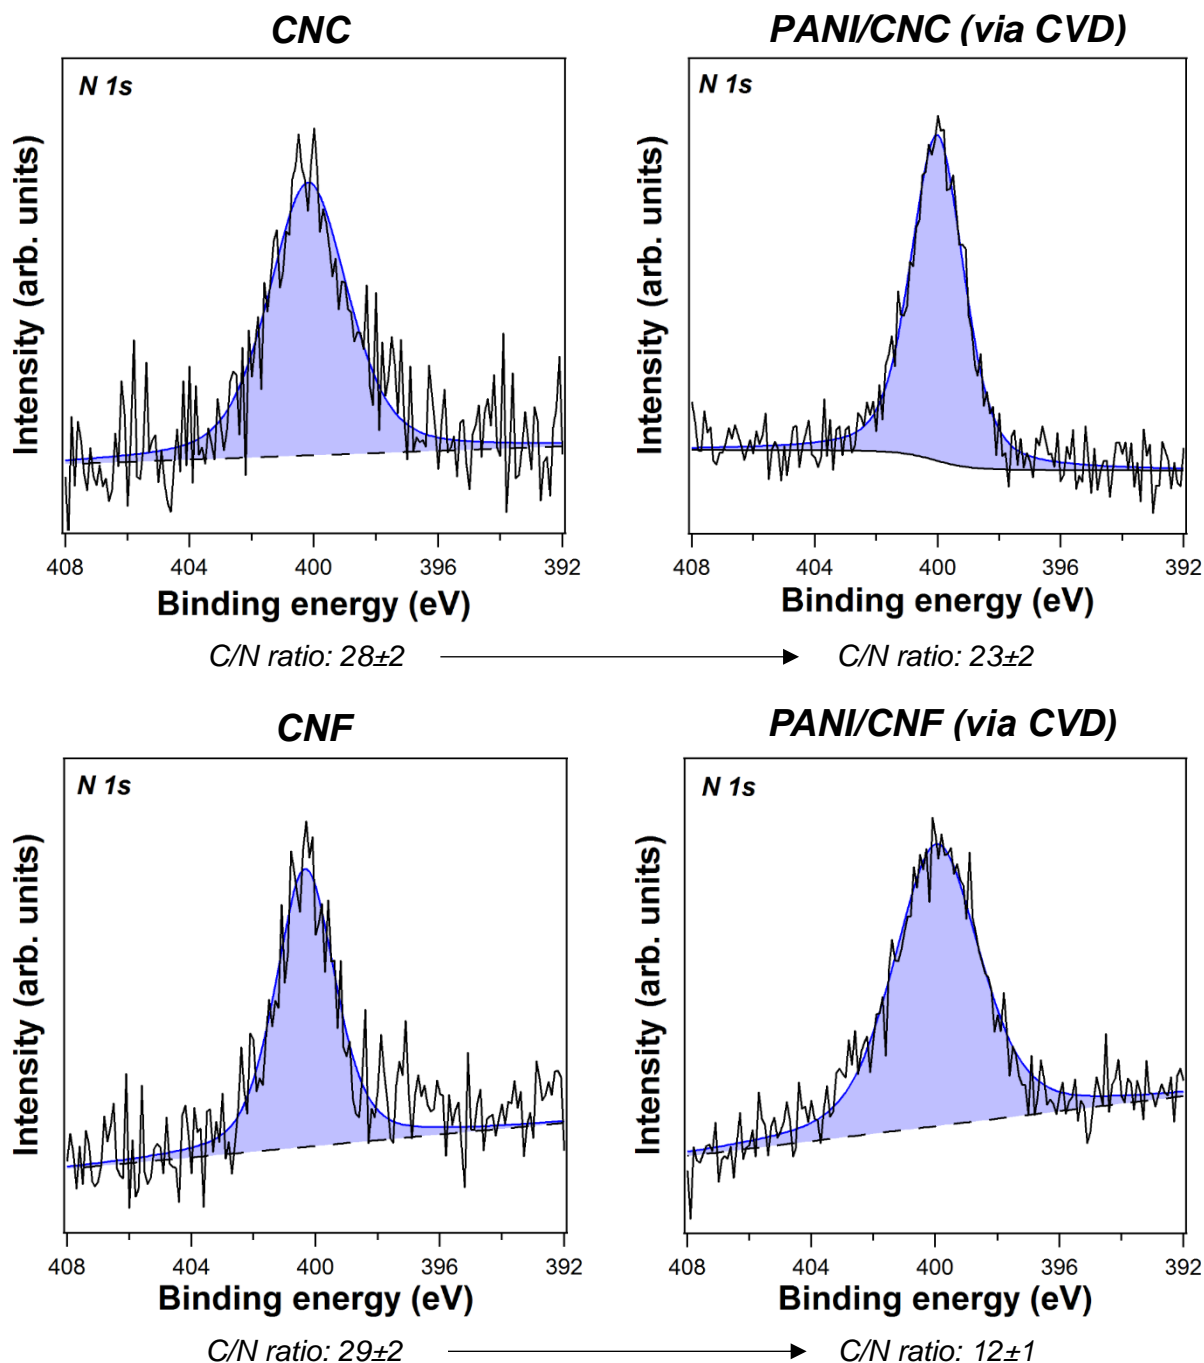 CNC
PANI/CNC (via CVD)
N 1s
N 1s
Intensity (arb. units)
Intensity (arb. units)
408 404 400 396 392
408 404 400 396 392
Binding energy (eV)
Binding energy (eV)
C/N ratio: 28±2
C/N ratio: 23±2
CNF
PANI/CNF (via CVD)
N 1s
N 1s
Intensity (arb. units)
Intensity (arb. units)
408 404 400 396 392
408 404 400 396 392
Binding energy (eV)
Binding energy (eV)
C/N ratio: 29±2
C/N ratio: 12±1